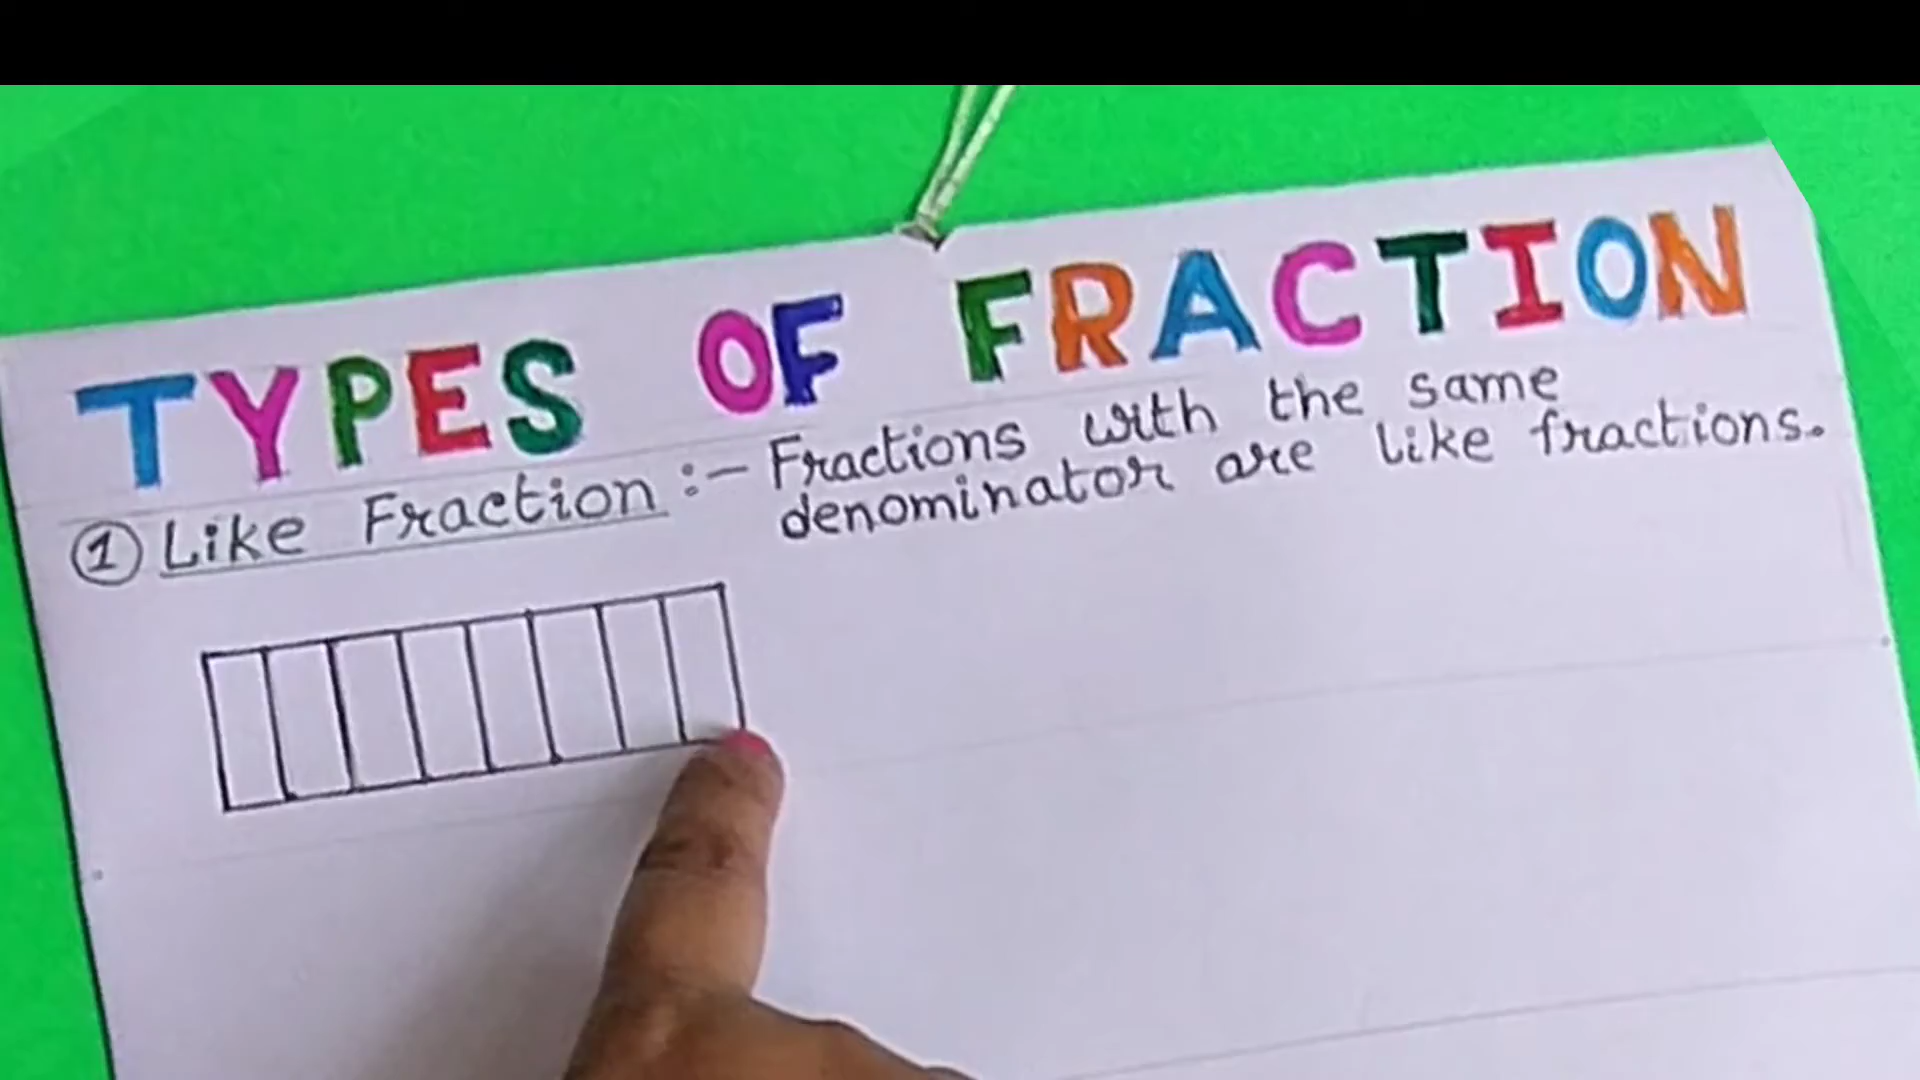 TYPES OF FRACTION
① Like Fraction :- Fractions with the same
denominator are like fractions.